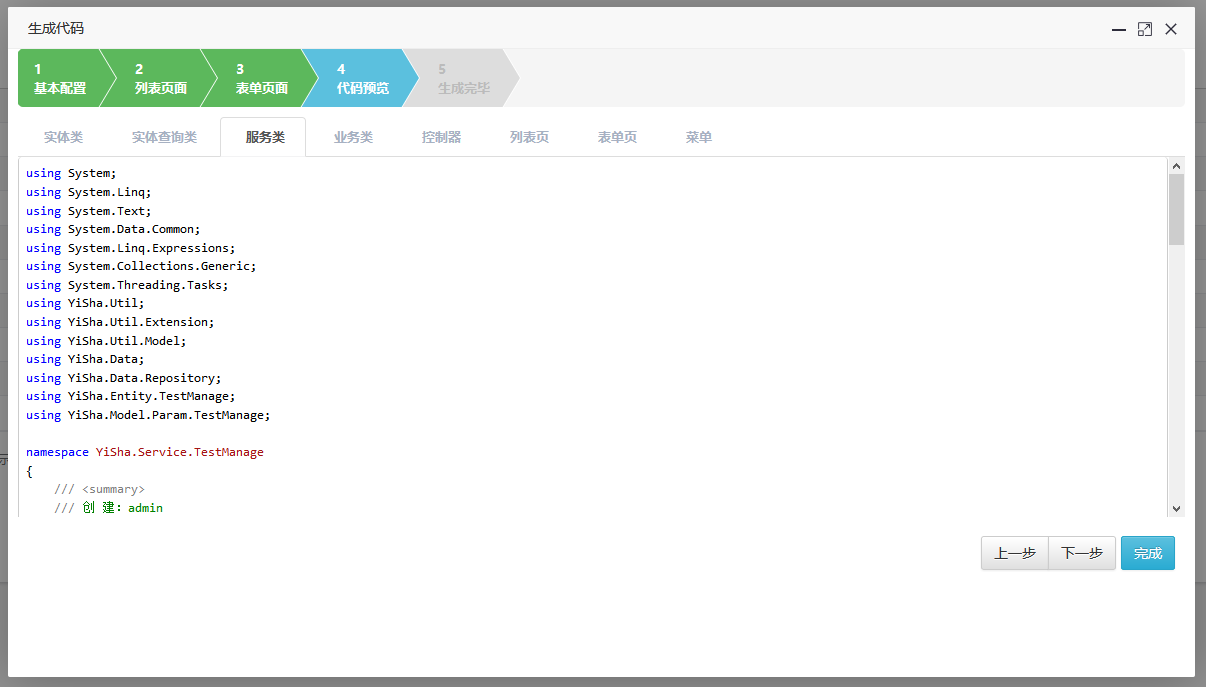 生成代码
1
基本配置
2
列表页面
3
表单页面
4
代码预览
5
生成完毕
实体类 实体查询类 服务类 业务类 控制器 列表页 表单页 菜单
using System;
using System.Linq;
using System.Text;
using System.Data.Common;
using System.Linq.Expressions;
using System.Collections.Generic;
using System.Threading.Tasks;
using YiSha.Util;
using YiSha.Util.Extension;
using YiSha.Util.Model;
using YiSha.Data;
using YiSha.Data.Repository;
using YiSha.Entity.TestManage;
using YiSha.Model.Param.TestManage;
namespace YiSha.Service.TestManage
{
/// <summary>
/// 创 建：admin
上一步 下一步 完成